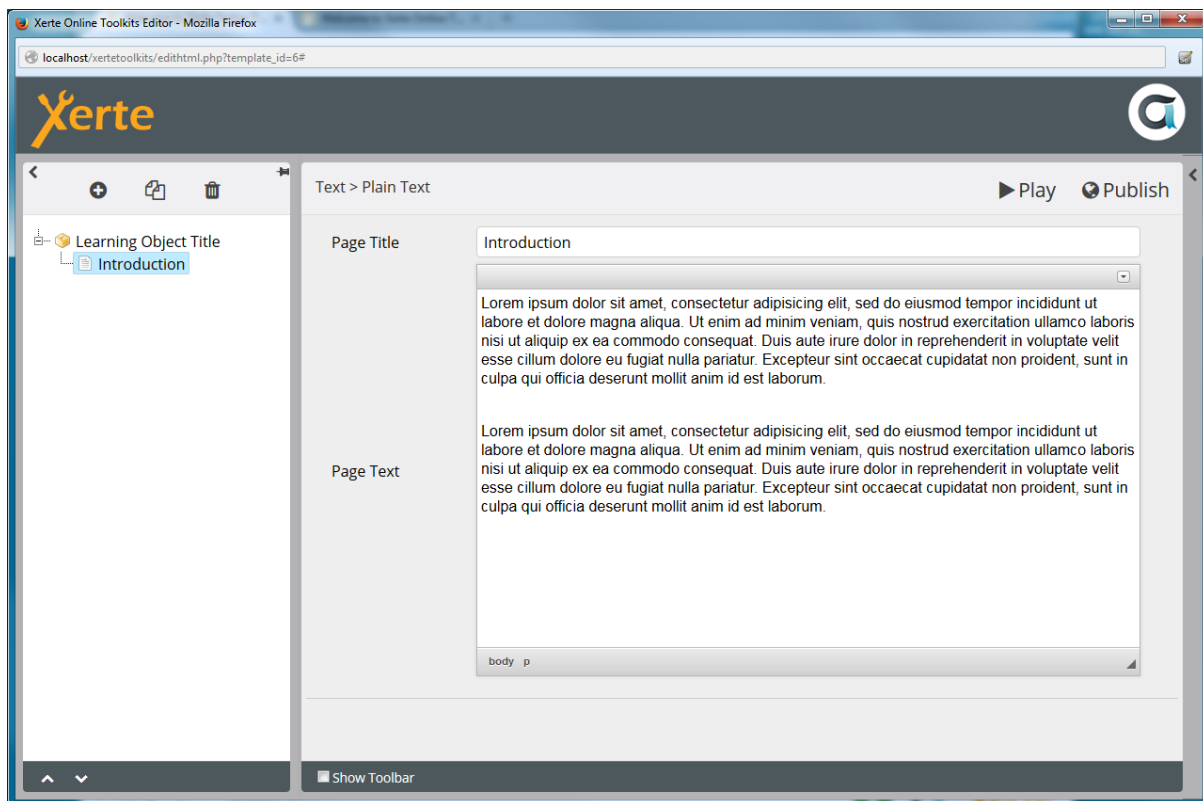 Xerte Online Toolkits Editor - Mozilla Firefox
localhost/xertetoolkits/edithtml.php?template_id=6#
Xerte
Text > Plain Text
Play
Publish
Learning Object Title
Introduction
Page Title
Introduction
Lorem ipsum dolor sit amet, consectetur adipisicing elit, sed do eiusmod tempor incididunt ut
labore et dolore magna aliqua. Ut enim ad minim veniam, quis nostrud exercitation ullamco laboris
nisi ut aliquip ex ea commodo consequat. Duis aute irure dolor in reprehenderit in voluptate velit
esse cillum dolore eu fugiat nulla pariatur. Excepteur sint occaecat cupidatat non proident, sunt in
culpa qui officia deserunt mollit anim id est laborum.
Page Text
Lorem ipsum dolor sit amet, consectetur adipisicing elit, sed do eiusmod tempor incididunt ut
labore et dolore magna aliqua. Ut enim ad minim veniam, quis nostrud exercitation ullamco laboris
nisi ut aliquip ex ea commodo consequat. Duis aute irure dolor in reprehenderit in voluptate velit
esse cillum dolore eu fugiat nulla pariatur. Excepteur sint occaecat cupidatat non proident, sunt in
culpa qui officia deserunt mollit anim id est laborum.
body p
Show Toolbar